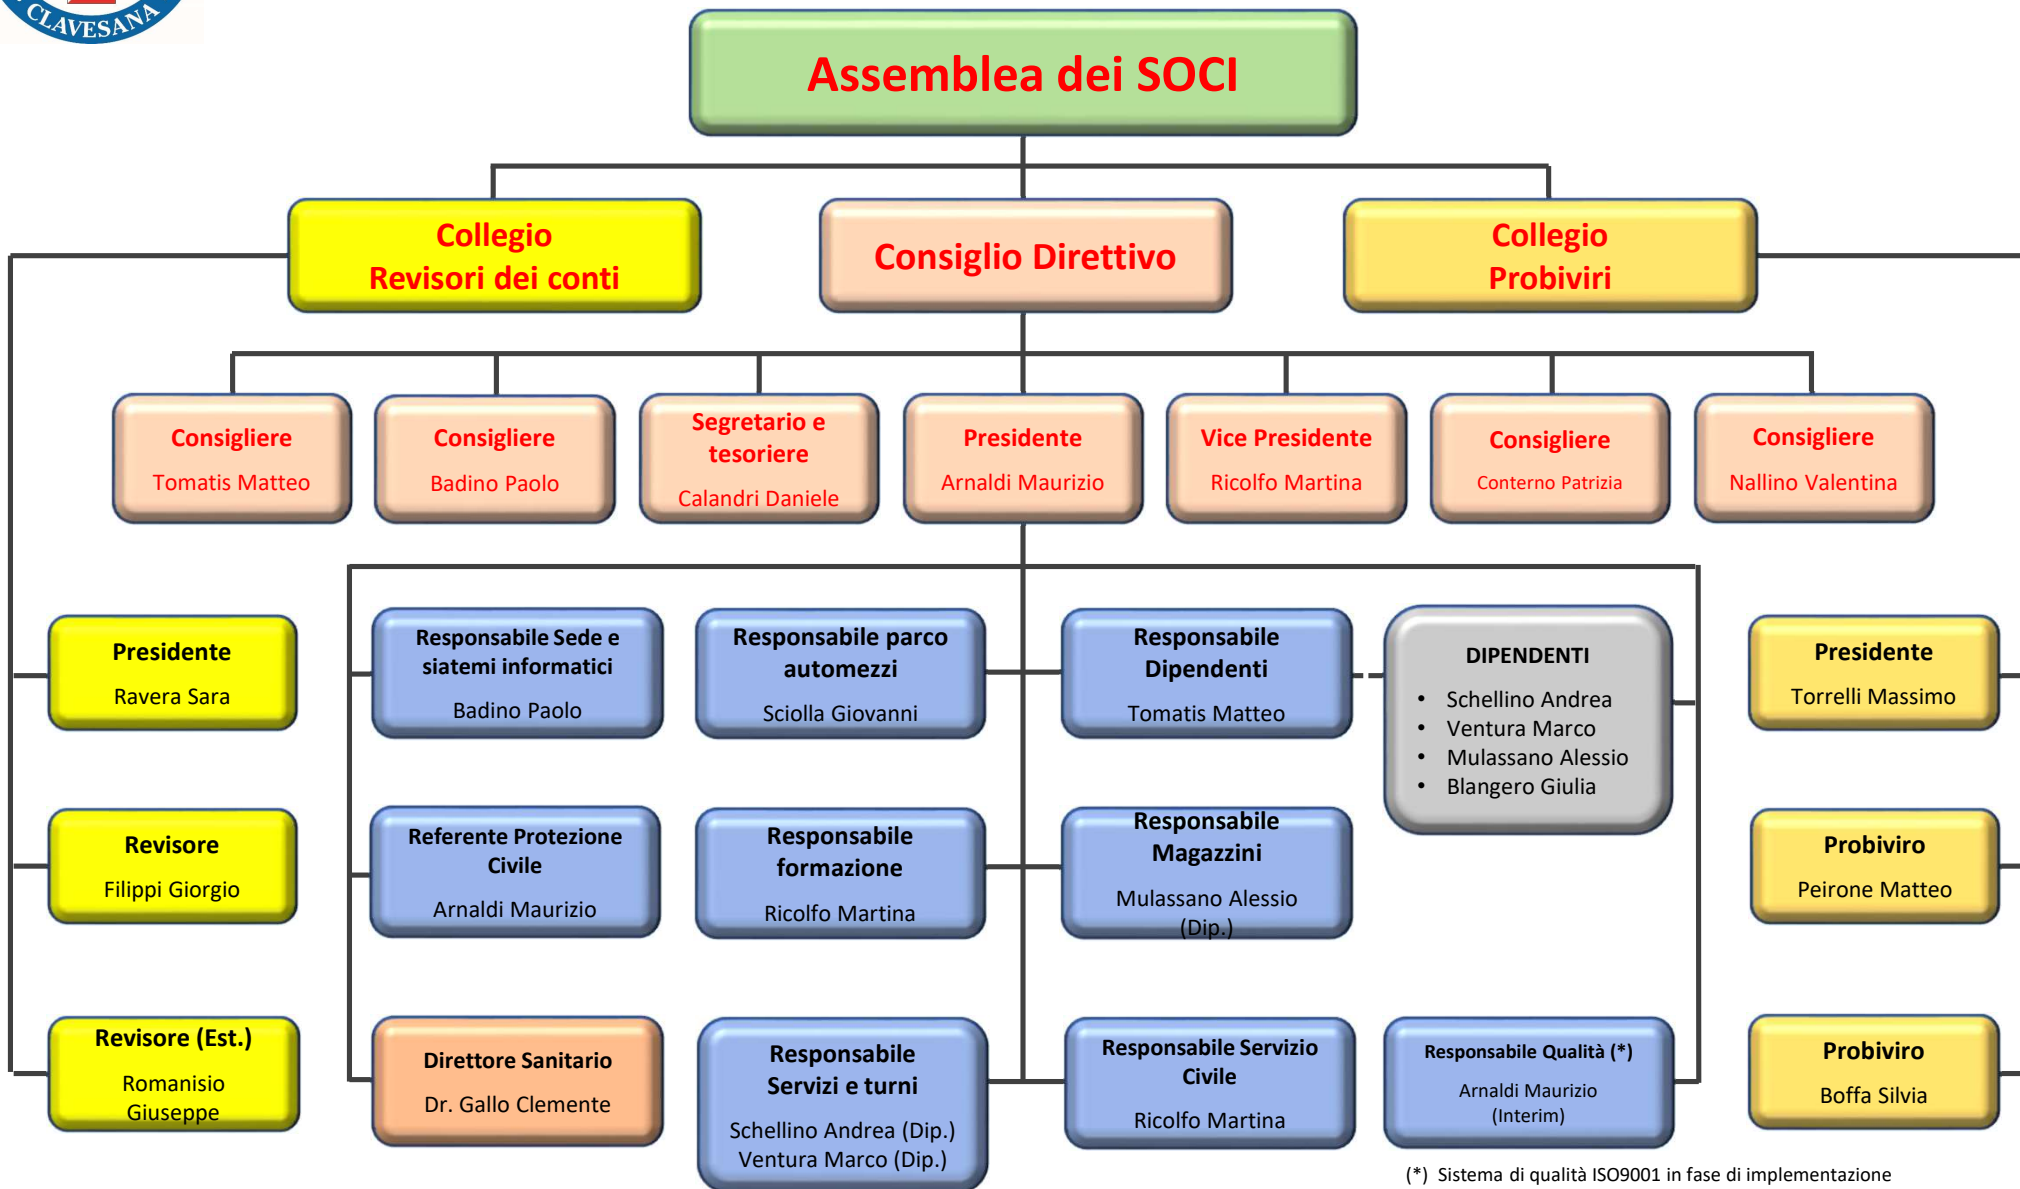 CLAVESANA
Assemblea dei SOCI
Collegio
Revisori dei conti
Consiglio Direttivo
Collegio
Probiviri
Consigliere
Tomatis Matteo
Consigliere
Badino Paolo
Segretario e
tesoriere
Calandri Daniele
Presidente
Arnaldi Maurizio
Vice Presidente
Ricolfo Martina
Consigliere
Conterno Patrizia
Consigliere
Nallino Valentina
Presidente
Ravera Sara
Responsabile Sede e
siatemi informatici
Badino Paolo
Responsabile parco
automezzi
Sciolla Giovanni
Responsabile
Dipendenti
Tomatis Matteo
DIPENDENTI
• Schellino Andrea
• Ventura Marco
• Mulassano Alessio
• Blangero Giulia
Presidente
Torrelli Massimo
Revisore
Filippi Giorgio
Referente Protezione
Civile
Arnaldi Maurizio
Responsabile
formazione
Ricolfo Martina
Responsabile
Magazzini
Mulassano Alessio
(Dip.)
Probiviro
Peirone Matteo
Revisore (Est.)
Romanisio
Giuseppe
Direttore Sanitario
Dr. Gallo Clemente
Responsabile
Servizi e turni
Schellino Andrea (Dip.)
Ventura Marco (Dip.)
Responsabile Servizio
Civile
Ricolfo Martina
Responsabile Qualità (*)
Arnaldi Maurizio
(Interim)
Probiviro
Boffa Silvia
(*) Sistema di qualità ISO9001 in fase di implementazione